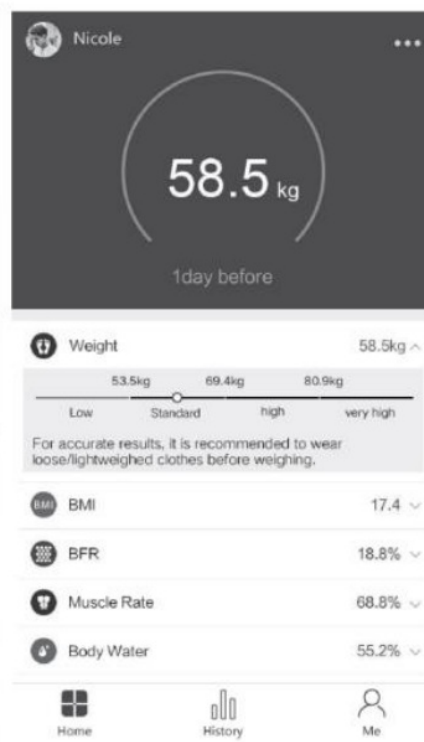 Nicole
58.5 kg
1day before
Weight 58.5kg
53.5kg 69.4kg 80.9kg
Low Standard high very high
For accurate results, it is recommended to wear
loose/lightweighed clothes before weighing.
BMI BMI 17.4
BFR 18.8%
Muscle Rate 68.8%
Body Water 55.2%
Home History Me